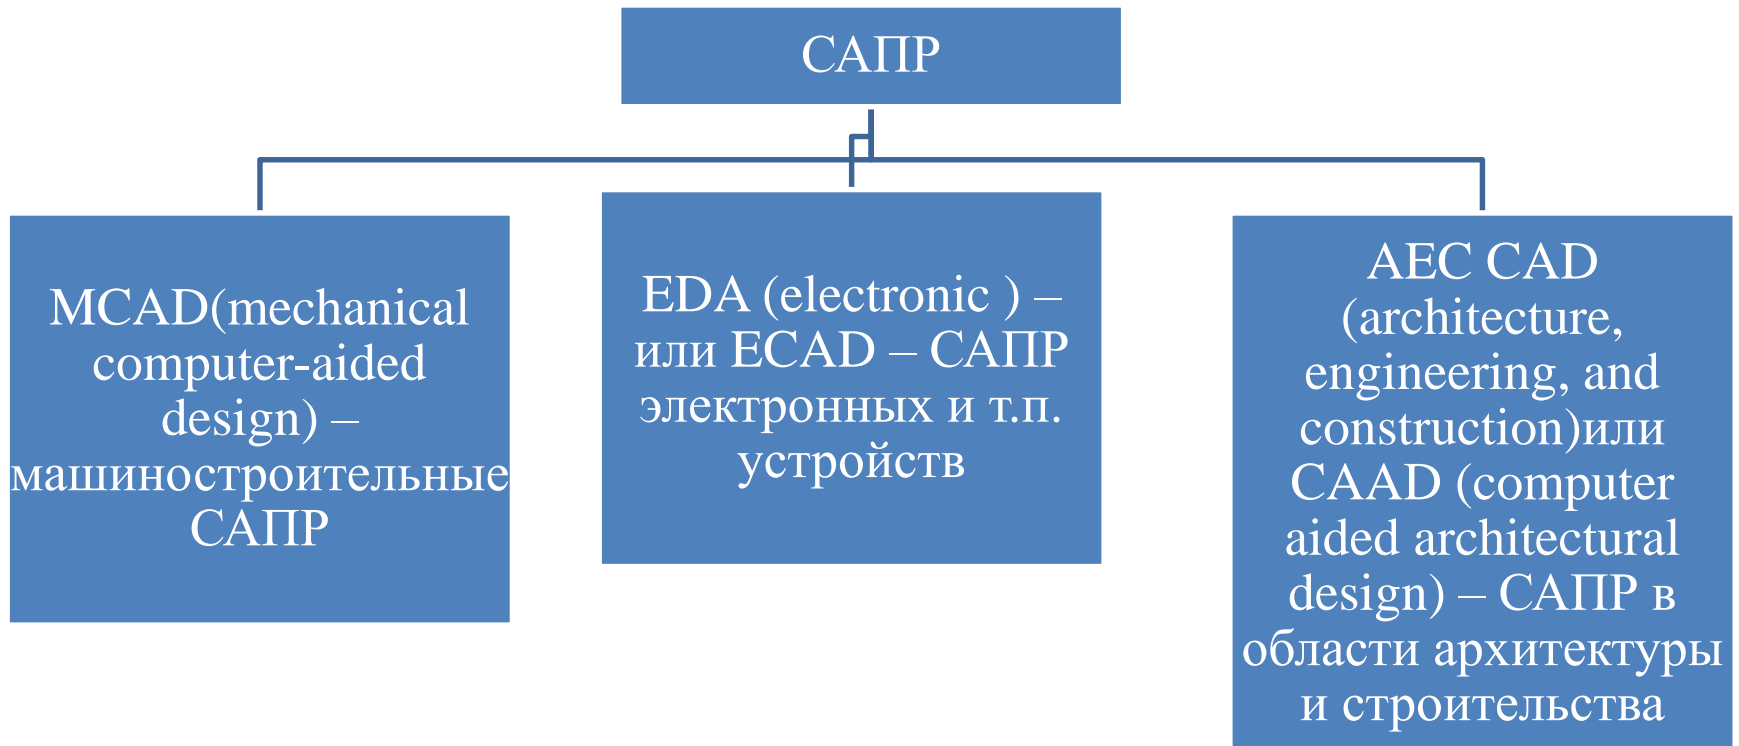 САПР
MCAD(mechanical
computer-aided
design) –
машиностроительные
САПР
EDA (electronic ) –
или ECAD – САПР
электронных и т.п.
устройств
AEC CAD
(architecture,
engineering, and
construction)или
CAAD (computer
aided architectural
design) – САПР в
области архитектуры
и строительства